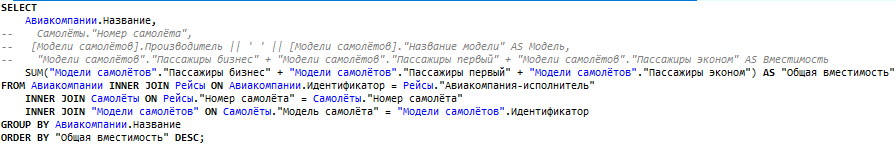 SELECT
    Авиакомпании.Название,
--    Самолёты."Номер самолёта",
--   [Модели самолётов].Производитель || ' ' || [Модели самолётов]."Название модели" AS Модель,
--    "Модели самолётов"."Пассажиры бизнес" + "Модели самолётов"."Пассажиры первый" + "Модели самолётов"."Пассажиры эконом" AS Вместимость
    SUM("Модели самолётов"."Пассажиры бизнес" + "Модели самолётов"."Пассажиры первый" + "Модели самолётов"."Пассажиры эконом") AS "Общая вместимость"
FROM Авиакомпании INNER JOIN Рейсы ON Авиакомпании.Идентификатор = Рейсы."Авиакомпания-исполнитель"
    INNER JOIN Самолёты ON Рейсы."Номер самолёта" = Самолёты."Номер самолёта"
    INNER JOIN "Модели самолётов" ON Самолёты."Модель самолёта" = "Модели самолётов".Идентификатор
GROUP BY Авиакомпании.Название
ORDER BY "Общая вместимость" DESC;